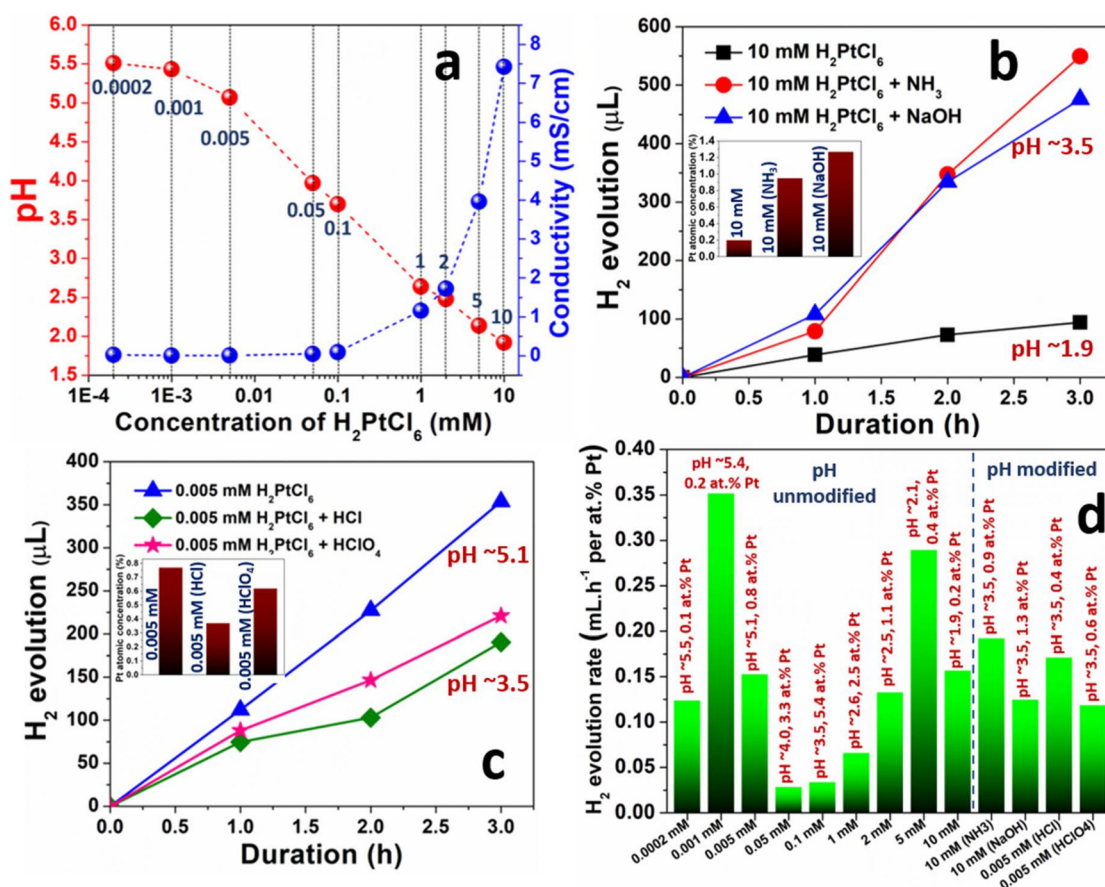 a
6.0
5.5
5.0
4.5
4.0
3.5
3.0
2.5
2.0
1.5
pH
0.0002
0.001
0.005
0.05
0.1
1
2
5
10
8
7
6
5
4
3
2
1
0
Conductivity (mS/cm)
1E-4
1E-3
0.01
0.1
1
10
Concentration of H₂PtCl₆ (mM)
b
600
500
400
300
200
100
0
H₂ evolution (µL)
10 mM H₂PtCl₆
10 mM H₂PtCl₆ + NH₃
10 mM H₂PtCl₆ + NaOH
pH ~3.5
pH ~1.9
Pt atomic concentration (%)
1.4
1.2
1.0
0.8
0.6
0.4
0.2
0.0
10 mM
10 mM (NH₃)
10 mM (NaOH)
0.0
0.5
1.0
1.5
2.0
2.5
3.0
Duration (h)
c
400
350
300
250
200
150
100
50
0
H₂ evolution (µL)
0.005 mM H₂PtCl₆
0.005 mM H₂PtCl₆ + HCl
0.005 mM H₂PtCl₆ + HClO₄
pH ~5.1
pH ~3.5
Pt atomic concentration (%)
0.8
0.7
0.6
0.5
0.4
0.3
0.2
0.1
0.0
0.005 mM
0.005 mM (HCl)
0.005 mM (HClO₄)
0.0
0.5
1.0
1.5
2.0
2.5
3.0
Duration (h)
d
0.40
0.35
0.30
0.25
0.20
0.15
0.10
0.05
0.00
H₂ evolution rate (mL.h⁻¹ per at.% Pt)
pH
unmodified
pH modified
pH ~5.5, 0.1 at.% Pt
pH ~5.4,
0.2 at.% Pt
pH ~5.1, 0.8 at.% Pt
pH ~4.0, 3.3 at.% Pt
pH ~3.5, 5.4 at.% Pt
pH ~2.6, 2.5 at.% Pt
pH ~2.5, 1.1 at.% Pt
pH ~2.1,
0.4 at.% Pt
pH ~1.9, 0.2 at.% Pt
pH ~3.5, 0.9 at.% Pt
pH ~3.5, 1.3 at.% Pt
pH ~3.5, 0.4 at.% Pt
pH ~3.5, 0.6 at.% Pt
0.0002 mM
0.001 mM
0.005 mM
0.05 mM
0.1 mM
1 mM
2 mM
5 mM
10 mM
10 mM (NH3)
10 mM (NaOH)
0.005 mM (HCl)
0.005 mM (HClO4)